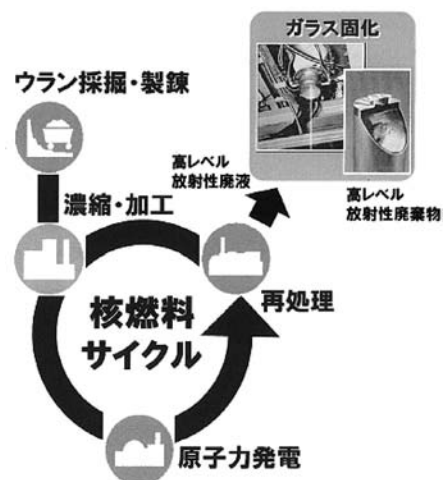 ガラス固化
ウラン採掘・製錬
高レベル
放射性廃液
高レベル
放射性廃棄物
濃縮・加工
再処理
核燃料
サイクル
原子力発電